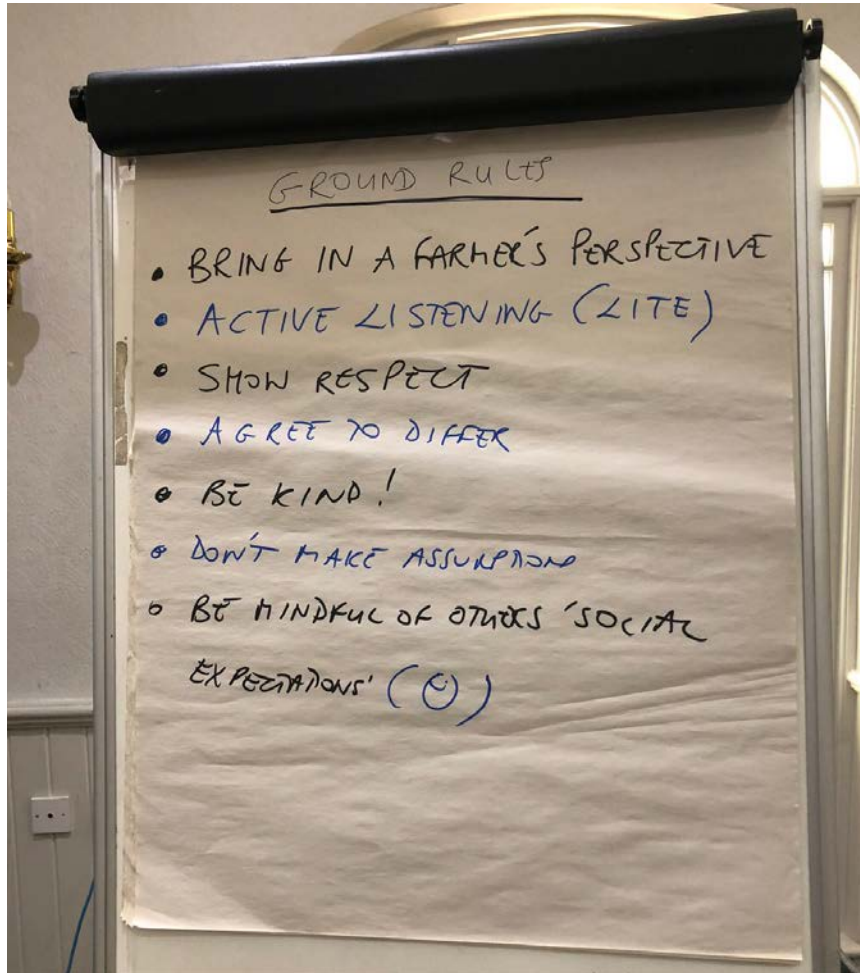 GROUND RULES
• BRING IN A FARMER'S PERSPECTIVE
• ACTIVE LISTENING (LITE)
• SHOW RESPECT
• AGREE TO DIFFER
• BE KIND!
• DON'T MAKE ASSUMPTIONS
• BE MINDFUL OF OTHERS 'SOCIAL
EXPECTATIONS' (☺)